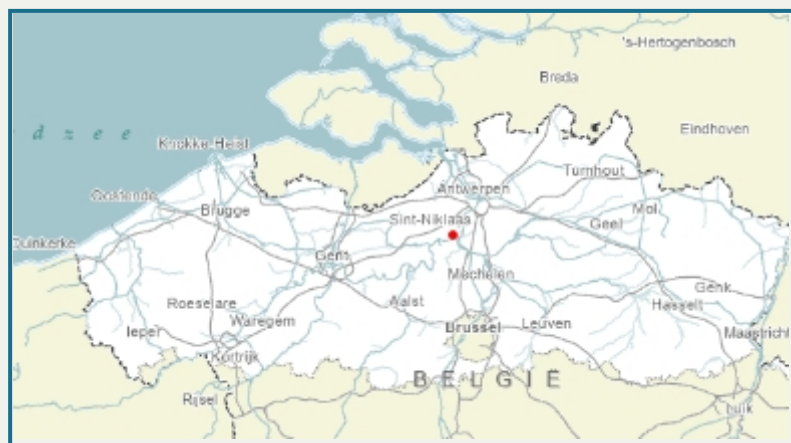 's-Hertogenbosch
Breda
Eindhoven
d z e e
Knokke-Heist
Turnhout
Antwerpen
Oostende
Mol
Brugge
Sint-Niklaas
Geel
Duinkerke
Gent
Mechelen
Genk
Roeselare
Aalst
Hasselt
Waregem
Brussel
Leuven
Ieper
Maastricht
Kortrijk
BELGIË
Rijsel
Luik